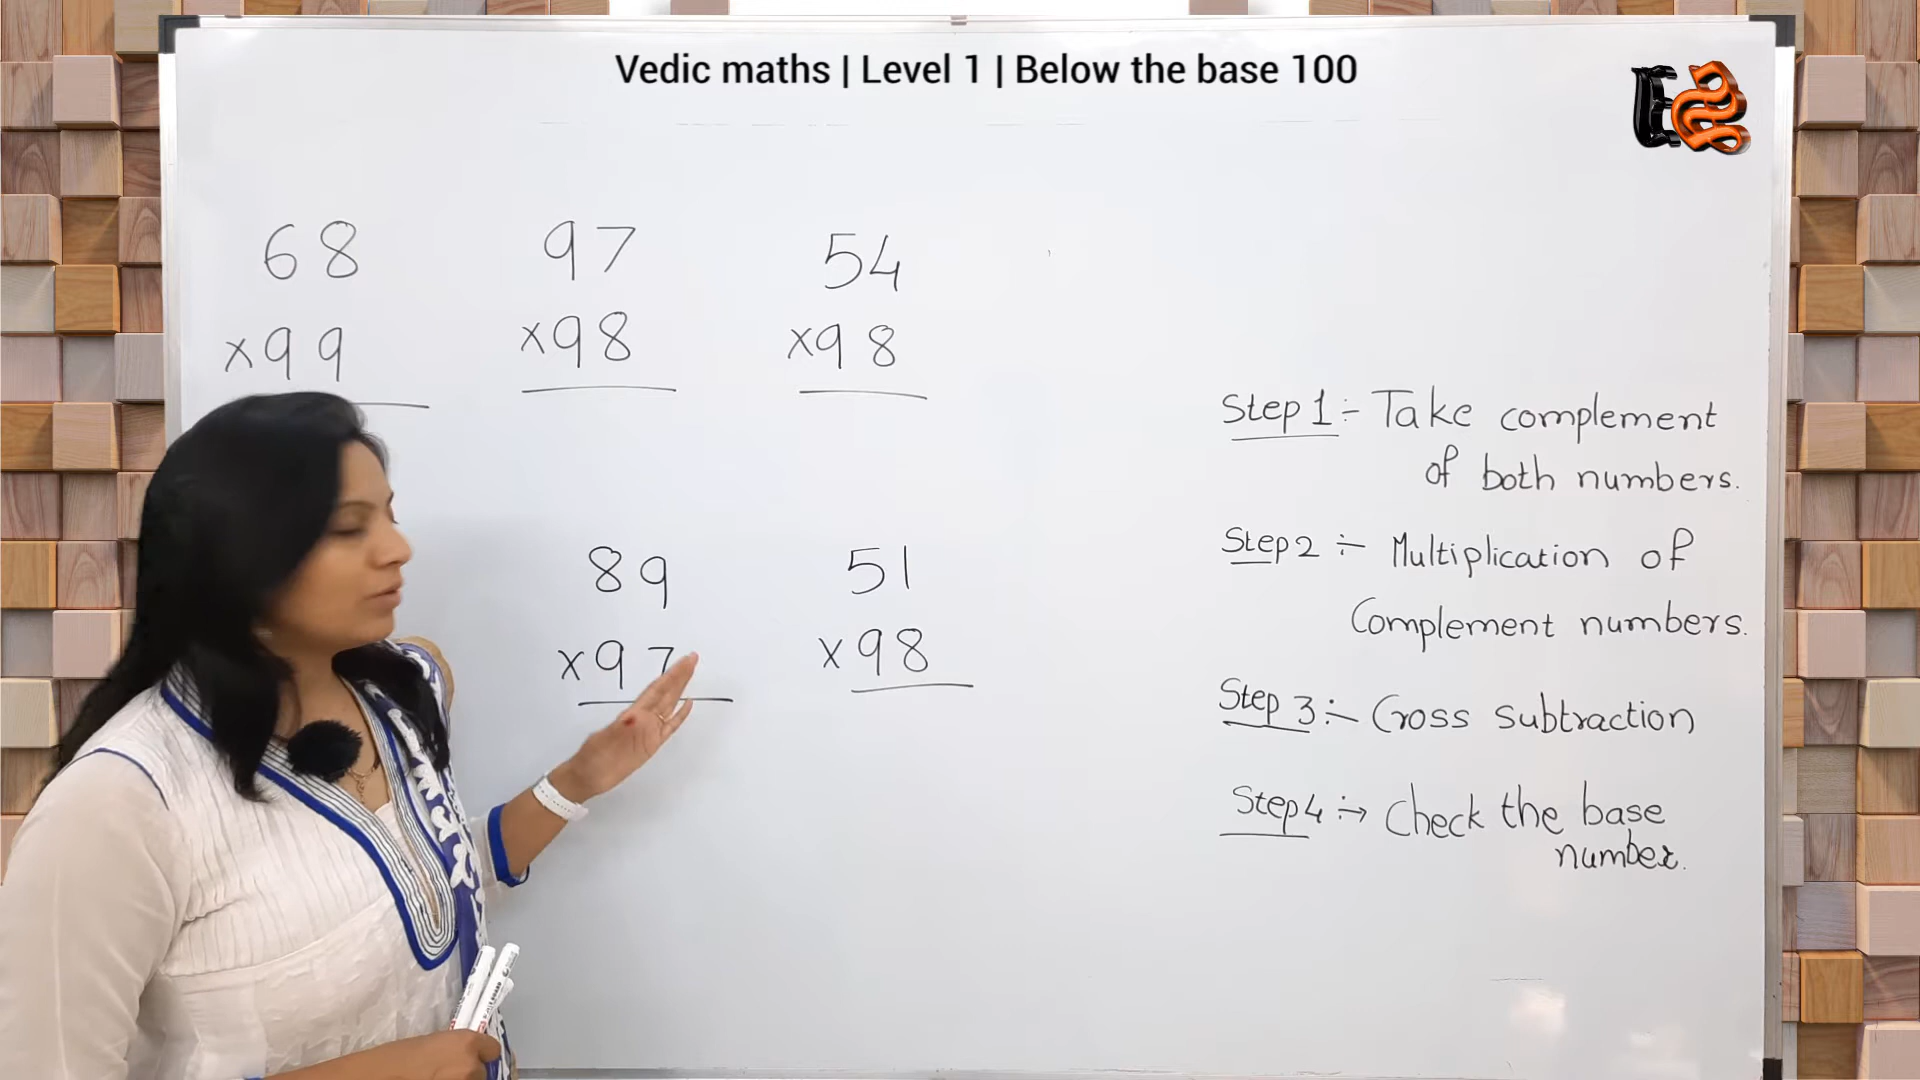 Vedic maths | Level 1 | Below the base 100
68
×99
97
×98
54
×98
89
×97
51
×98
Step 1:- Take complement
of both numbers.
Step 2:- Multiplication of
Complement numbers.
Step 3:- Cross subtraction
Step 4:→ Check the base
number.